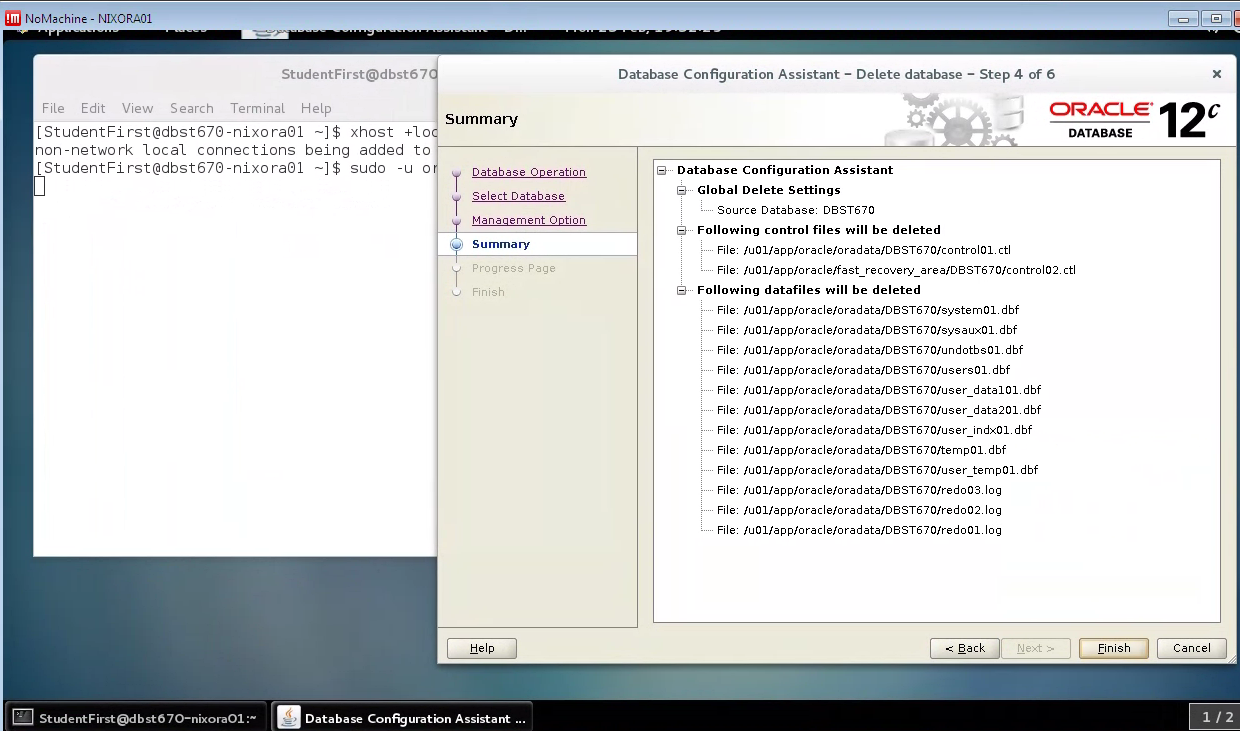 NoMachine - NIXORA01
Applications Places Database Configuration Assistant - D...
StudentFirst@dbst670
File Edit View Search Terminal Help
[StudentFirst@dbst670-nixora01 ~]$ xhost +loc
non-network local connections being added to
[StudentFirst@dbst670-nixora01 ~]$ sudo -u or
Database Configuration Assistant - Delete database - Step 4 of 6
Summary
ORACLE
DATABASE
12c
Database Operation
Select Database
Management Option
Summary
Progress Page
Finish
Database Configuration Assistant
Global Delete Settings
Source Database: DBST670
Following control files will be deleted
File: /u01/app/oracle/oradata/DBST670/control01.ctl
File: /u01/app/oracle/fast_recovery_area/DBST670/control02.ctl
Following datafiles will be deleted
File: /u01/app/oracle/oradata/DBST670/system01.dbf
File: /u01/app/oracle/oradata/DBST670/sysaux01.dbf
File: /u01/app/oracle/oradata/DBST670/undotbs01.dbf
File: /u01/app/oracle/oradata/DBST670/users01.dbf
File: /u01/app/oracle/oradata/DBST670/user_data101.dbf
File: /u01/app/oracle/oradata/DBST670/user_data201.dbf
File: /u01/app/oracle/oradata/DBST670/user_indx01.dbf
File: /u01/app/oracle/oradata/DBST670/temp01.dbf
File: /u01/app/oracle/oradata/DBST670/user_temp01.dbf
File: /u01/app/oracle/oradata/DBST670/redo03.log
File: /u01/app/oracle/oradata/DBST670/redo02.log
File: /u01/app/oracle/oradata/DBST670/redo01.log
Help
< Back
Next >
Finish
Cancel
StudentFirst@dbst670-nixora01:~
Database Configuration Assistant ...
1 / 2